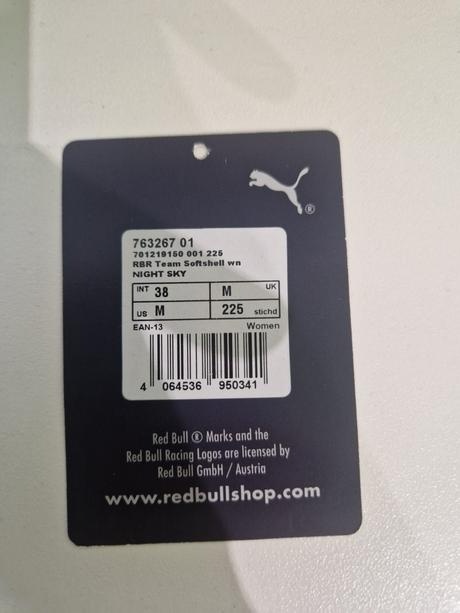 ®
763267 01
701219150 001 225
RBR Team Softshell wn
NIGHT SKY
INT 38 M UK
US M 225 stichd
EAN-13 Women
4 064536 950341
Red Bull ® Marks and the
Red Bull Racing Logos are licensed by
Red Bull GmbH / Austria
www.redbullshop.com